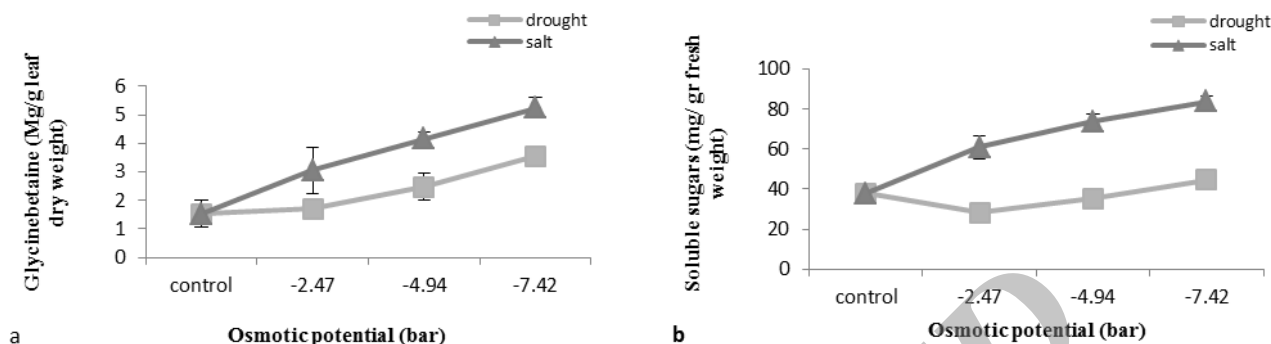 drought
salt
Glycinebetaine (Mg/g leaf
dry weight)
6
5
4
3
2
1
0
control
-2.47
-4.94
-7.42
Osmotic potential (bar)
a
drought
salt
Soluble sugars (mg/ gr fresh
weight)
100
80
60
40
20
0
control
-2.47
-4.94
-7.42
Osmotic potential (bar)
b